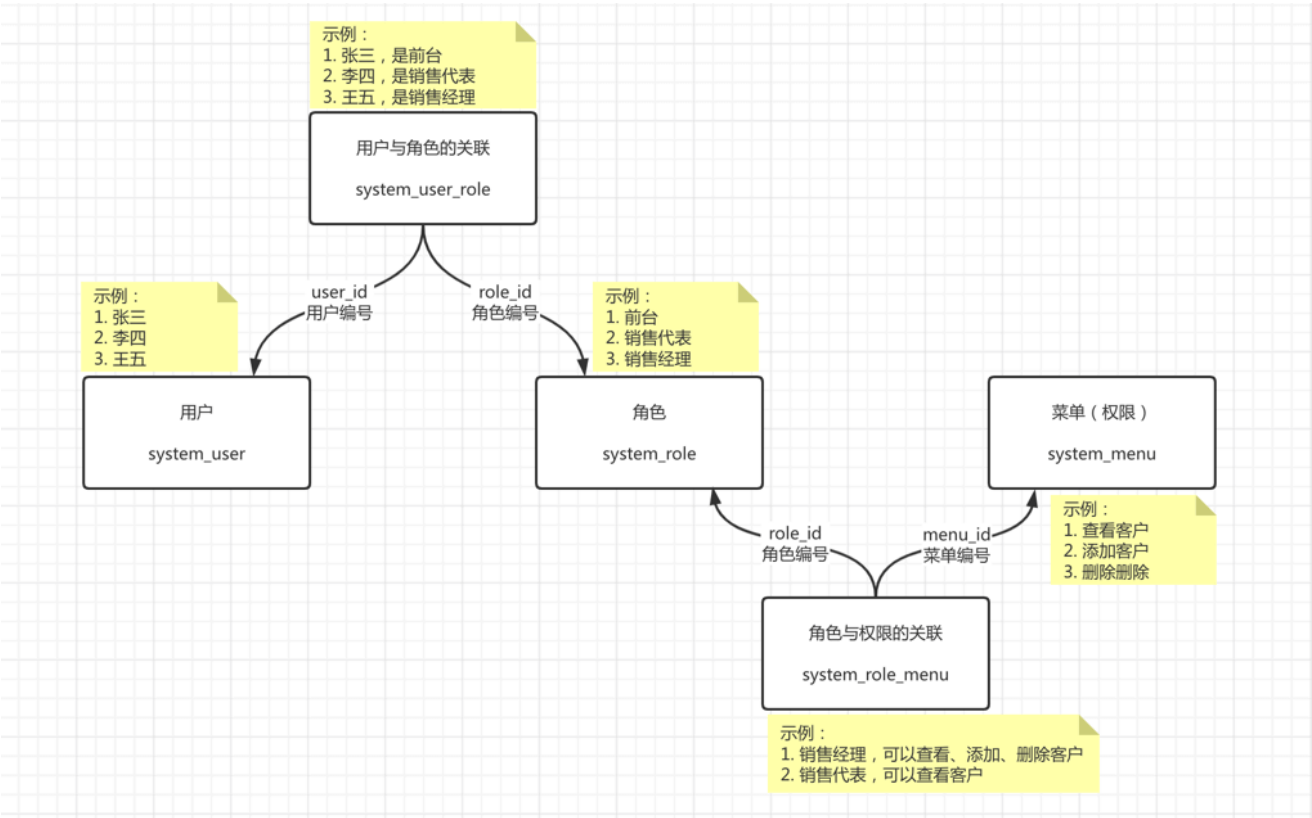 示例：
1. 张三，是前台
2. 李四，是销售代表
3. 王五，是销售经理
用户与角色的关联
system_user_role
user_id
用户编号
role_id
角色编号
示例：
1. 张三
2. 李四
3. 王五
示例：
1. 前台
2. 销售代表
3. 销售经理
用户
system_user
角色
system_role
菜单（权限）
system_menu
示例：
1. 查看客户
2. 添加客户
3. 删除删除
role_id
角色编号
menu_id
菜单编号
角色与权限的关联
system_role_menu
示例：
1. 销售经理，可以查看、添加、删除客户
2. 销售代表，可以查看客户